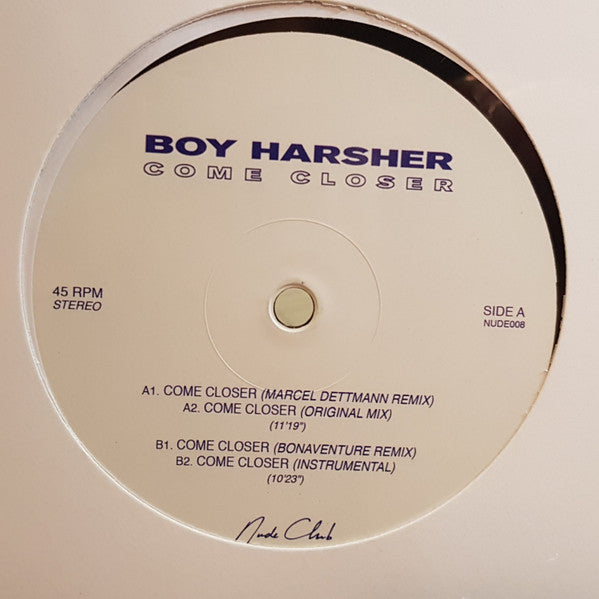 BOY HARSHER
COME CLOSER
45 RPM
STEREO
SIDE A
NUDE008
A1. COME CLOSER (MARCEL DETTMANN REMIX)
A2. COME CLOSER (ORIGINAL MIX)
(11'19")
B1. COME CLOSER (BONAVENTURE REMIX)
B2. COME CLOSER (INSTRUMENTAL)
(10'23")
Nude Club